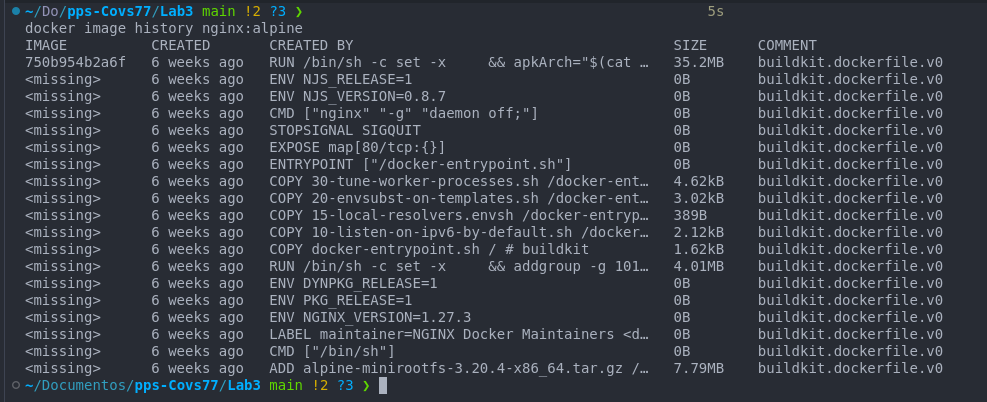 ~/Do/pps-Covs77/Lab3 main !2 ?3 ❯ 5s
docker image history nginx:alpine
IMAGE CREATED CREATED BY SIZE COMMENT
750b954b2a6f 6 weeks ago RUN /bin/sh -c set -x && apkArch="$(cat … 35.2MB buildkit.dockerfile.v0
<missing> 6 weeks ago ENV NJS_RELEASE=1 0B buildkit.dockerfile.v0
<missing> 6 weeks ago ENV NJS_VERSION=0.8.7 0B buildkit.dockerfile.v0
<missing> 6 weeks ago CMD ["nginx" "-g" "daemon off;"] 0B buildkit.dockerfile.v0
<missing> 6 weeks ago STOPSIGNAL SIGQUIT 0B buildkit.dockerfile.v0
<missing> 6 weeks ago EXPOSE map[80/tcp:{}] 0B buildkit.dockerfile.v0
<missing> 6 weeks ago ENTRYPOINT ["/docker-entrypoint.sh"] 0B buildkit.dockerfile.v0
<missing> 6 weeks ago COPY 30-tune-worker-processes.sh /docker-ent… 4.62kB buildkit.dockerfile.v0
<missing> 6 weeks ago COPY 20-envsubst-on-templates.sh /docker-ent… 3.02kB buildkit.dockerfile.v0
<missing> 6 weeks ago COPY 15-local-resolvers.envsh /docker-entryp… 389B buildkit.dockerfile.v0
<missing> 6 weeks ago COPY 10-listen-on-ipv6-by-default.sh /docker… 2.12kB buildkit.dockerfile.v0
<missing> 6 weeks ago COPY docker-entrypoint.sh / # buildkit 1.62kB buildkit.dockerfile.v0
<missing> 6 weeks ago RUN /bin/sh -c set -x && addgroup -g 101… 4.01MB buildkit.dockerfile.v0
<missing> 6 weeks ago ENV DYNPKG_RELEASE=1 0B buildkit.dockerfile.v0
<missing> 6 weeks ago ENV PKG_RELEASE=1 0B buildkit.dockerfile.v0
<missing> 6 weeks ago ENV NGINX_VERSION=1.27.3 0B buildkit.dockerfile.v0
<missing> 6 weeks ago LABEL maintainer=NGINX Docker Maintainers <d… 0B buildkit.dockerfile.v0
<missing> 6 weeks ago CMD ["/bin/sh"] 0B buildkit.dockerfile.v0
<missing> 6 weeks ago ADD alpine-minirootfs-3.20.4-x86_64.tar.gz /… 7.79MB buildkit.dockerfile.v0
~/Documentos/pps-Covs77/Lab3 main !2 ?3 ❯